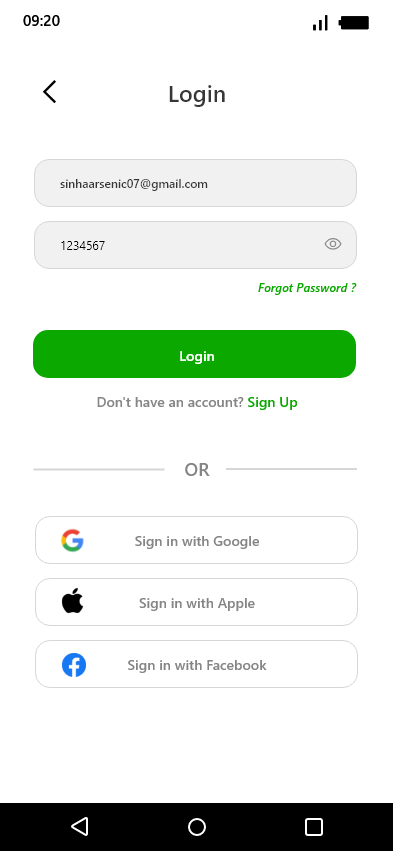 09:20
Login
sinhaarsenic07@gmail.com
1234567
Forgot Password ?
Login
Don't have an account? Sign Up
OR
Sign in with Google
Sign in with Apple
Sign in with Facebook